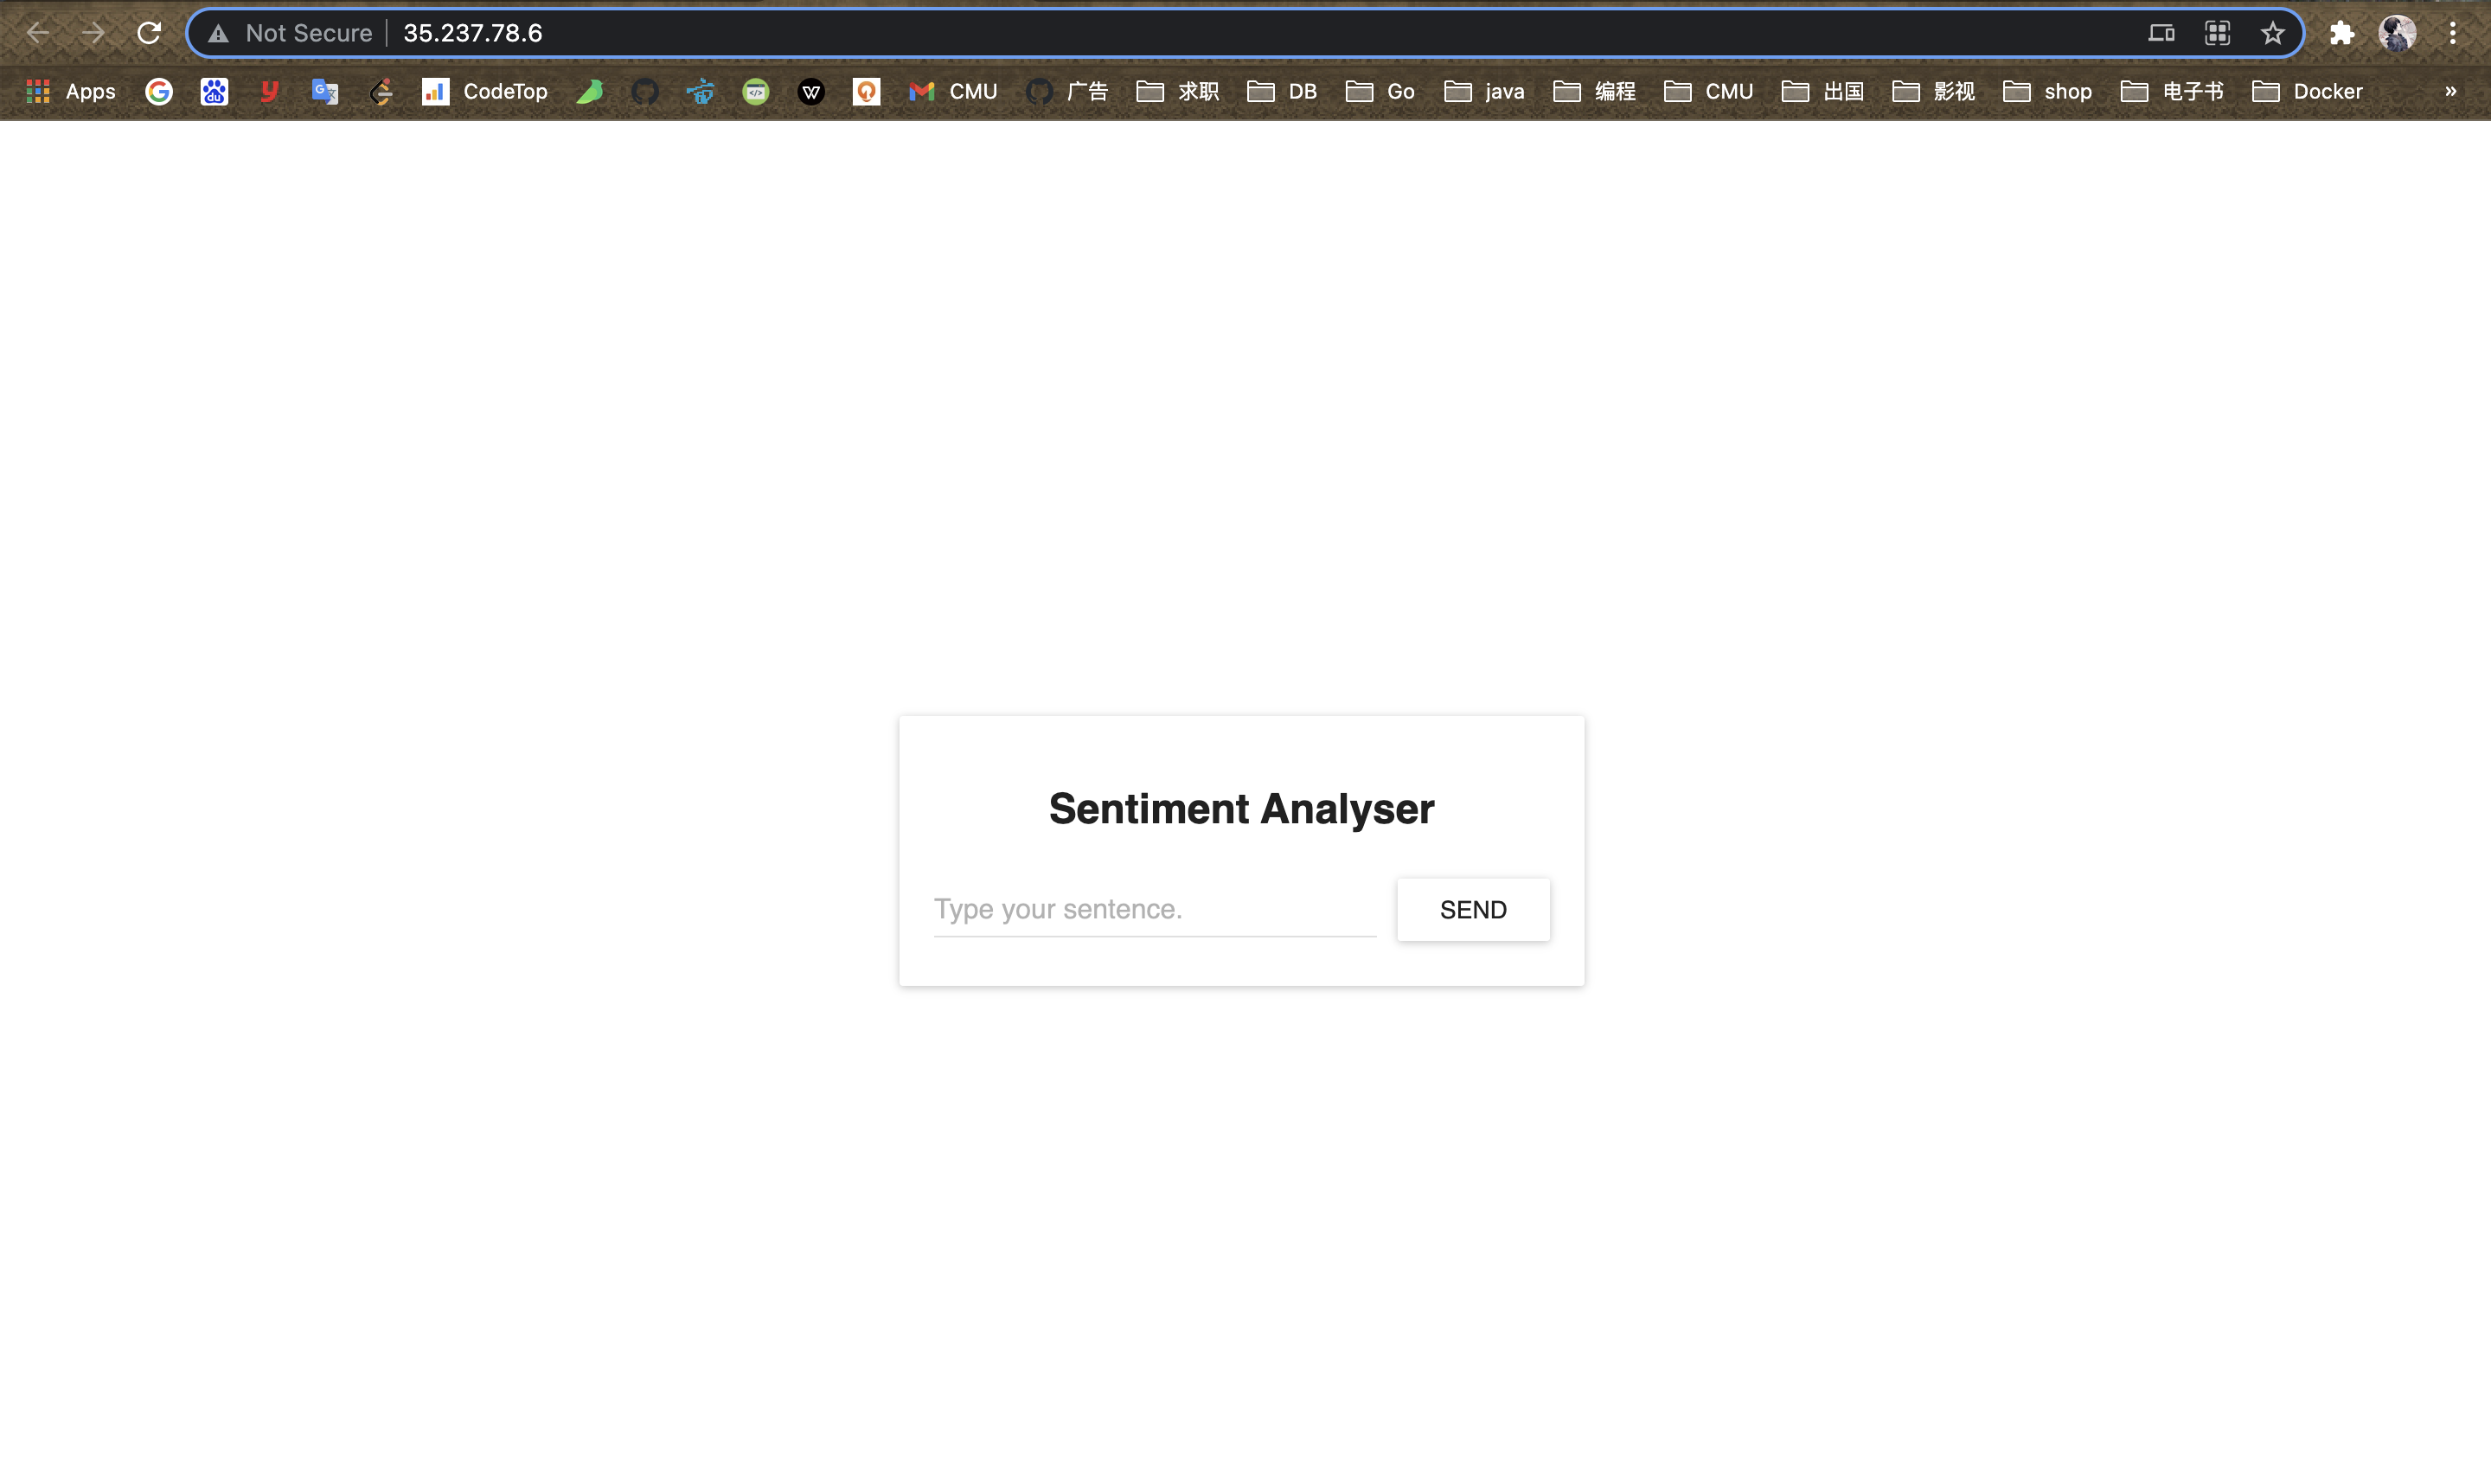 Not Secure 35.237.78.6
Apps CodeTop CMU 广告 求职 DB Go java 编程 CMU 出国 影视 shop 电子书 Docker »
Sentiment Analyser
Type your sentence. SEND